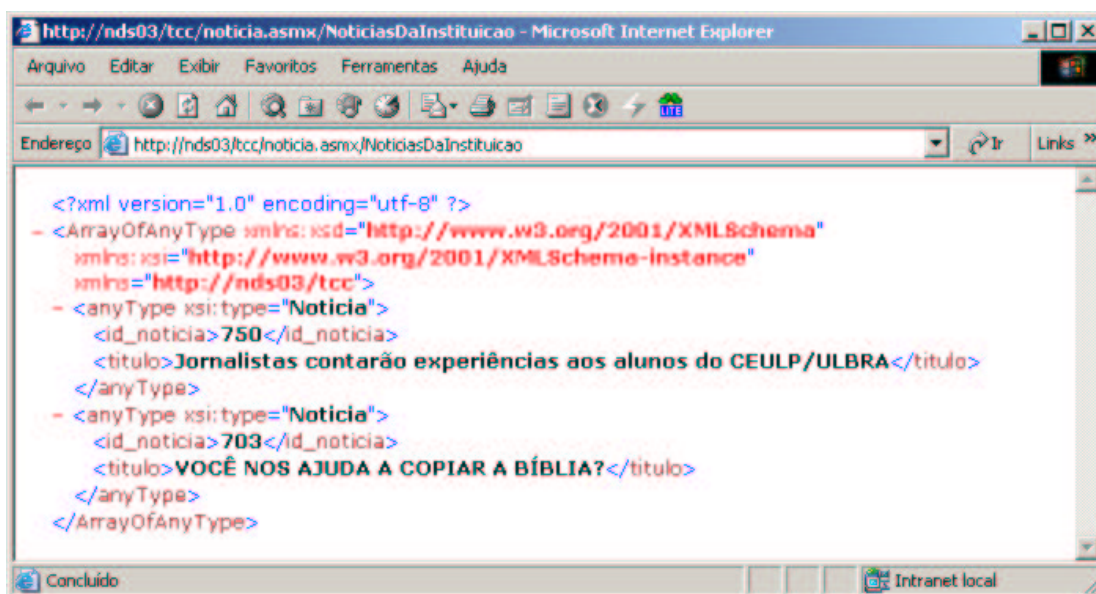 http://nds03/tcc/noticia.asmx/NoticiasDaInstituicao - Microsoft Internet Explorer
Arquivo Editar Exibir Favoritos Ferramentas Ajuda
LITE
Endereço http://nds03/tcc/noticia.asmx/NoticiasDaInstituicao Ir Links »
<?xml version="1.0" encoding="utf-8" ?>
- <ArrayOfAnyType xmlns:xsd="http://www.w3.org/2001/XMLSchema"
xmlns:xsi="http://www.w3.org/2001/XMLSchema-instance"
xmlns="http://nds03/tcc">
- <anyType xsi:type="Noticia">
<id_noticia>750</id_noticia>
<titulo>Jornalistas contarão experiências aos alunos do CEULP/ULBRA</titulo>
</anyType>
- <anyType xsi:type="Noticia">
<id_noticia>703</id_noticia>
<titulo>VOCÊ NOS AJUDA A COPIAR A BÍBLIA?</titulo>
</anyType>
</ArrayOfAnyType>
Concluído Intranet local